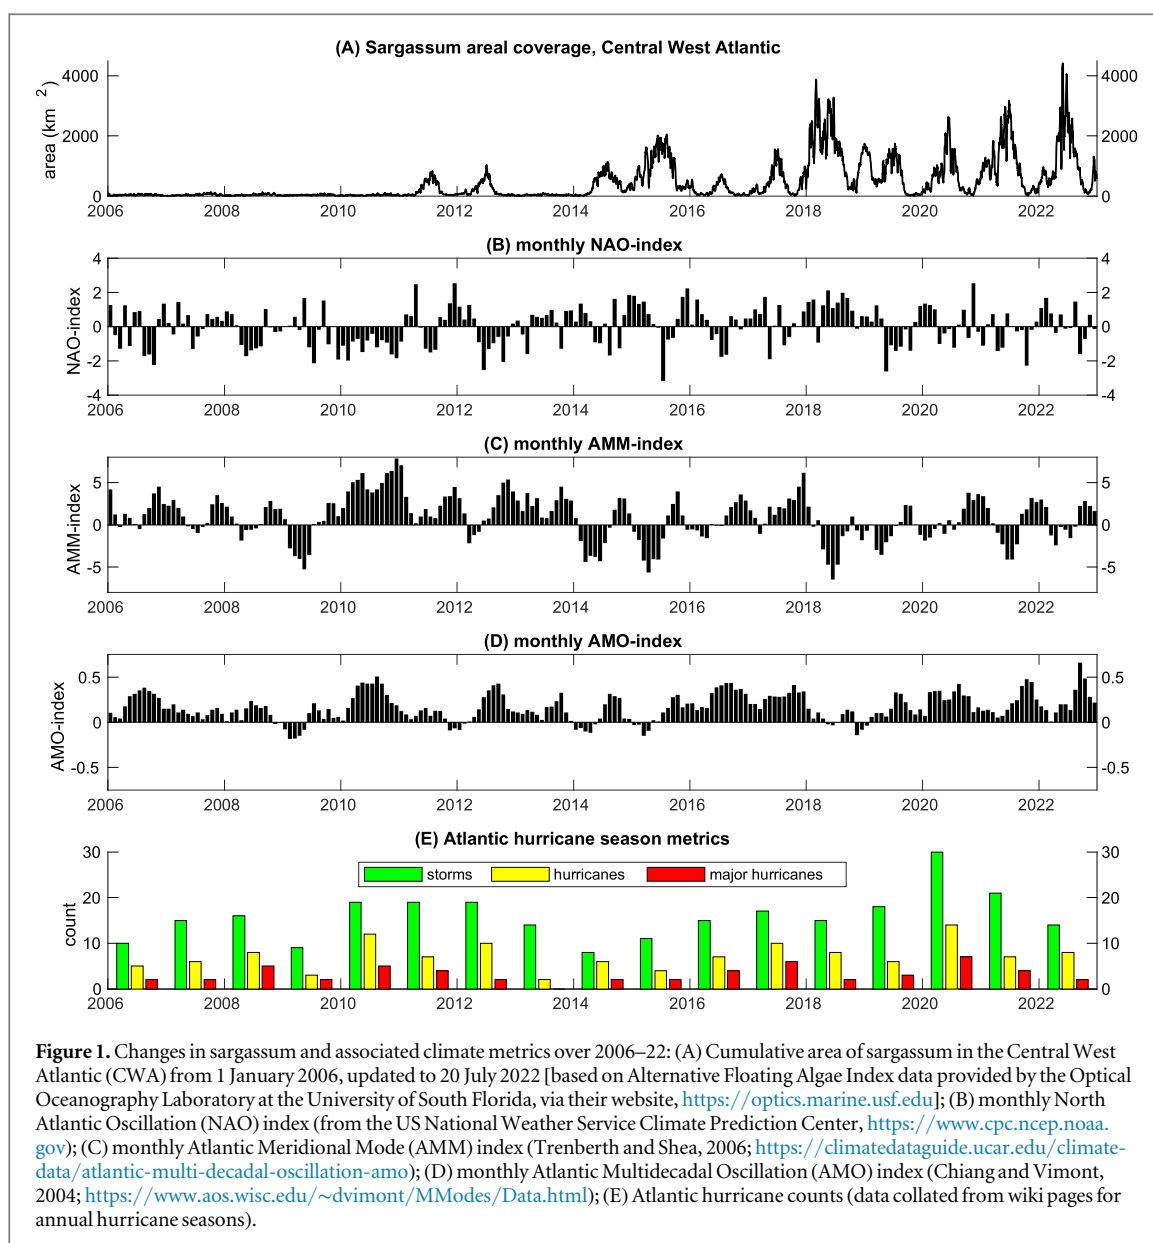 (A) Sargassum areal coverage, Central West Atlantic
area (km 2)
4000
2000
0
4000
2000
0
2006 2008 2010 2012 2014 2016 2018 2020 2022
(B) monthly NAO-index
NAO-index
4
2
0
-2
-4
4
2
0
-2
-4
2006 2008 2010 2012 2014 2016 2018 2020 2022
(C) monthly AMM-index
AMM-index
5
0
-5
5
0
-5
2006 2008 2010 2012 2014 2016 2018 2020 2022
(D) monthly AMO-index
AMO-index
0.5
0
-0.5
0.5
0
-0.5
2006 2008 2010 2012 2014 2016 2018 2020 2022
(E) Atlantic hurricane season metrics
count
30
20
10
0
storms hurricanes major hurricanes
30
20
10
0
2006 2008 2010 2012 2014 2016 2018 2020 2022
Figure 1. Changes in sargassum and associated climate metrics over 2006–22: (A) Cumulative area of sargassum in the Central West
Atlantic (CWA) from 1 January 2006, updated to 20 July 2022 [based on Alternative Floating Algae Index data provided by the Optical
Oceanography Laboratory at the University of South Florida, via their website, https://optics.marine.usf.edu]; (B) monthly North
Atlantic Oscillation (NAO) index (from the US National Weather Service Climate Prediction Center, https://www.cpc.ncep.noaa.
gov); (C) monthly Atlantic Meridional Mode (AMM) index (Trenberth and Shea, 2006; https://climatedataguide.ucar.edu/climate-
data/atlantic-multi-decadal-oscillation-amo); (D) monthly Atlantic Multidecadal Oscillation (AMO) index (Chiang and Vimont,
2004; https://www.aos.wisc.edu/~dvimont/MModes/Data.html); (E) Atlantic hurricane counts (data collated from wiki pages for
annual hurricane seasons).